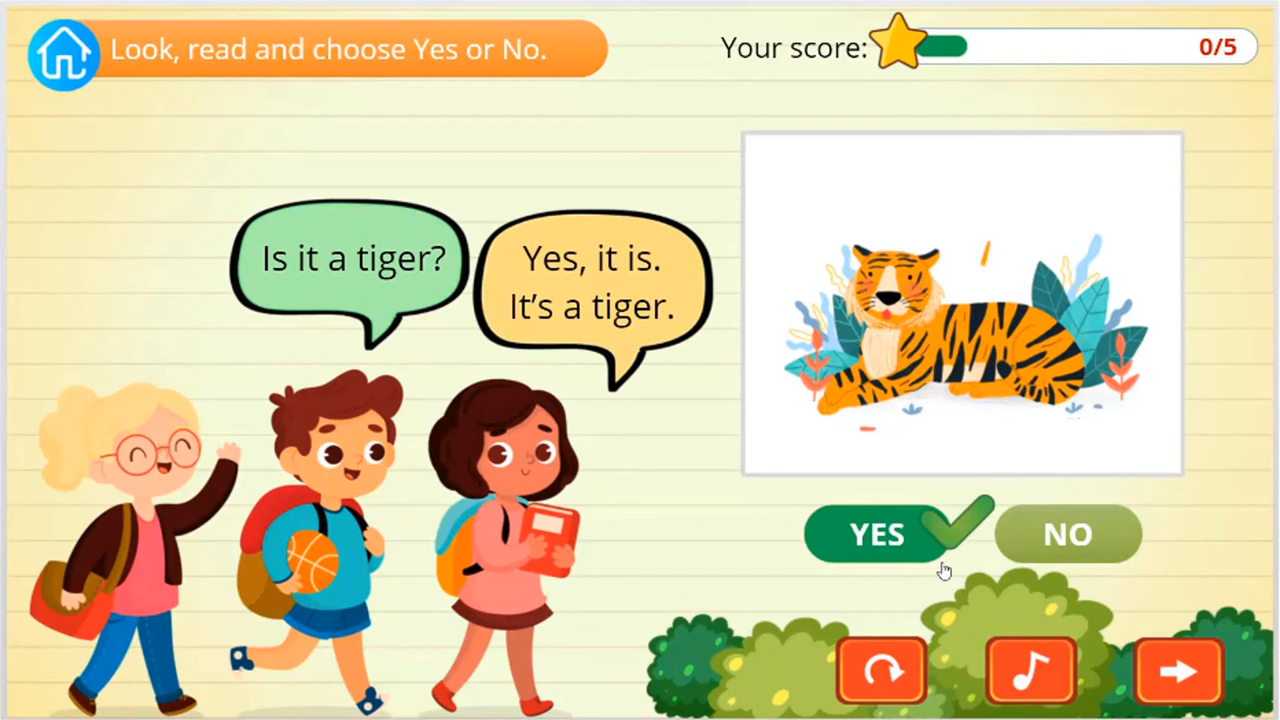 Look, read and choose Yes or No.
Your score:
0/5
Is it a tiger?
Yes, it is.
It's a tiger.
YES
NO